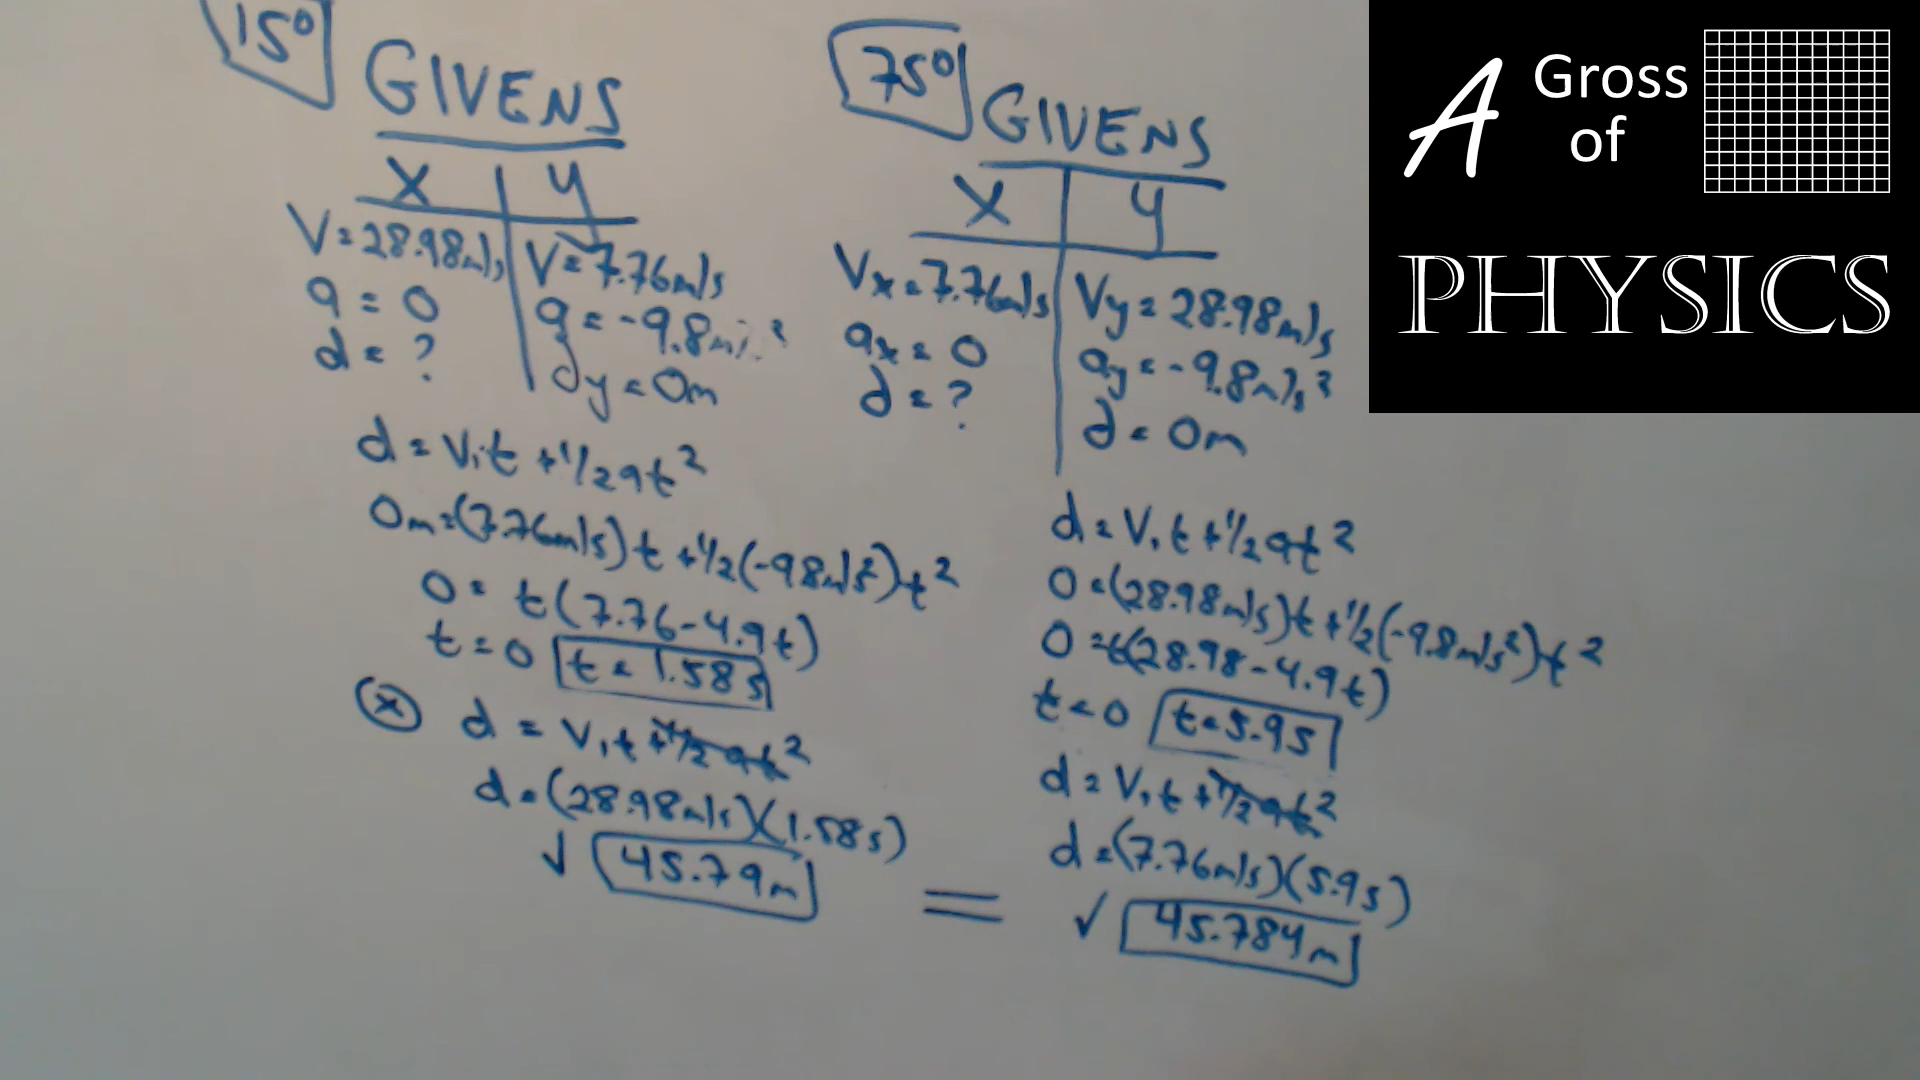 15°
GIVENS
x y
V = 28.98m/s V = 7.76m/s
a = 0 a = -9.8m/s²
d = ? dy = 0m
d = V₁t + 1/2at²
0m = (7.76m/s)t + 1/2(-9.8m/s²)t²
0 = t(7.76-4.9t)
t = 0 t = 1.58s
(x) d = V₁t + 1/2at²
d = (28.98m/s)(1.58s)
√ 45.79m
=
75°
GIVENS
x y
Vx = 7.76m/s Vy = 28.98m/s
ax = 0 ay = -9.8m/s²
d = ? d = 0m
d = V₁t + 1/2at²
0 = (28.98m/s)t + 1/2(-9.8m/s²)t²
0 = t(28.98-4.9t)
t = 0 t = 5.9s
d = V₁t + 1/2at²
d = (7.76m/s)(5.9s)
√ 45.784m
A Gross
of
PHYSICS